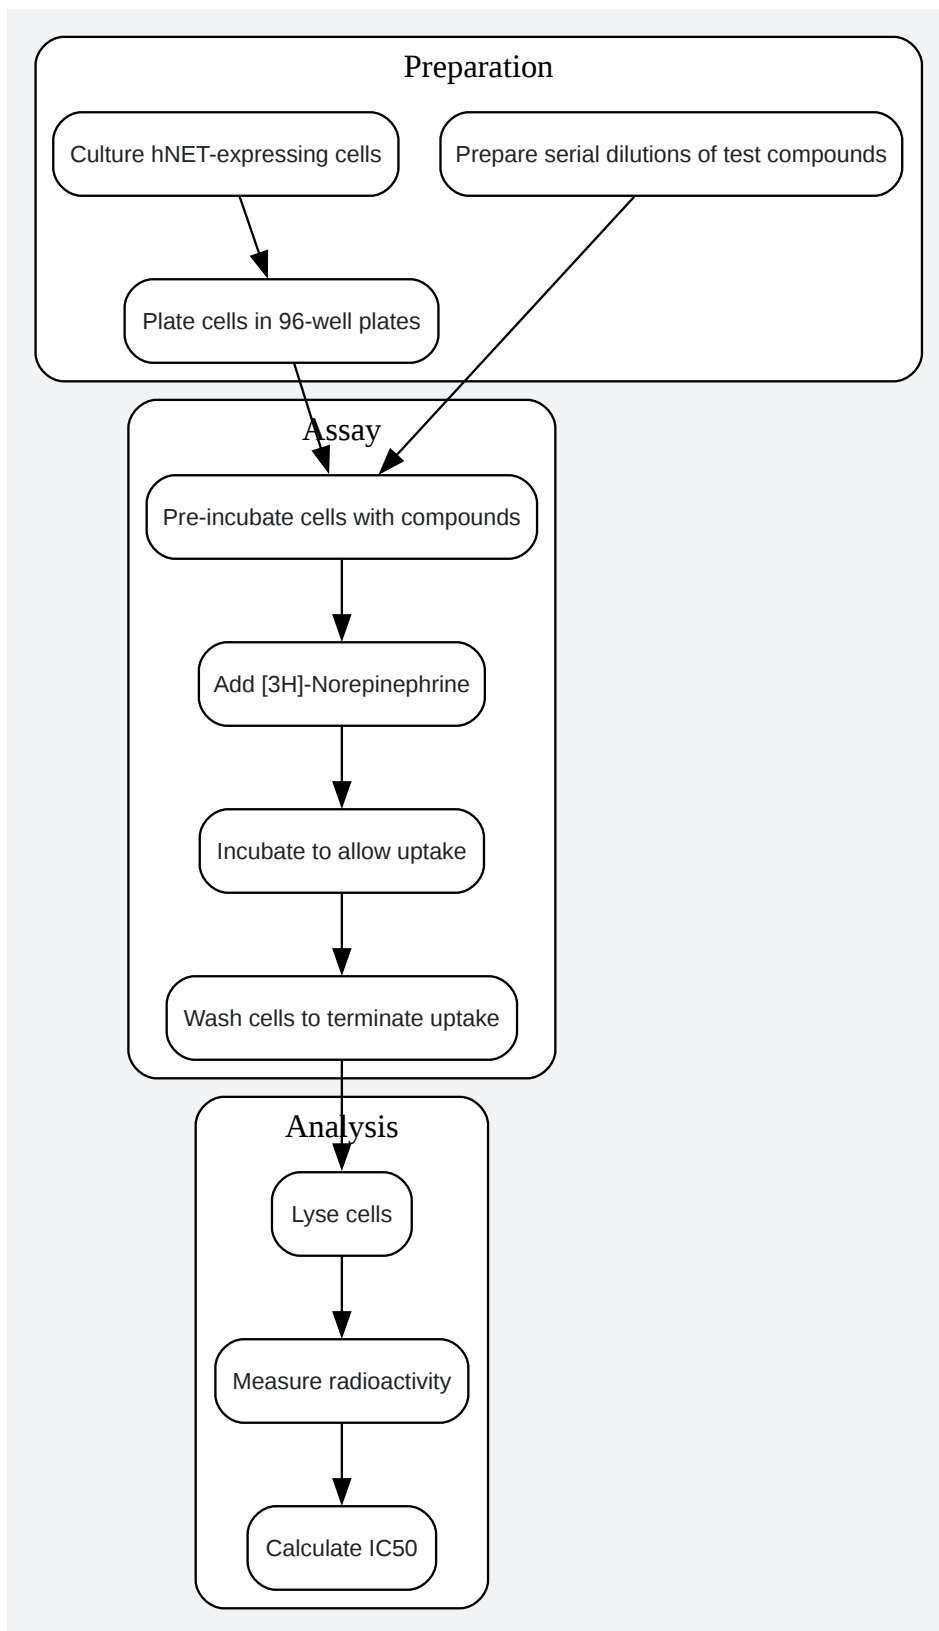 Preparation
Culture hNET-expressing cells
Prepare serial dilutions of test compounds
Plate cells in 96-well plates
Assay
Pre-incubate cells with compounds
Add [3H]-Norepinephrine
Incubate to allow uptake
Wash cells to terminate uptake
Analysis
Lyse cells
Measure radioactivity
Calculate IC50